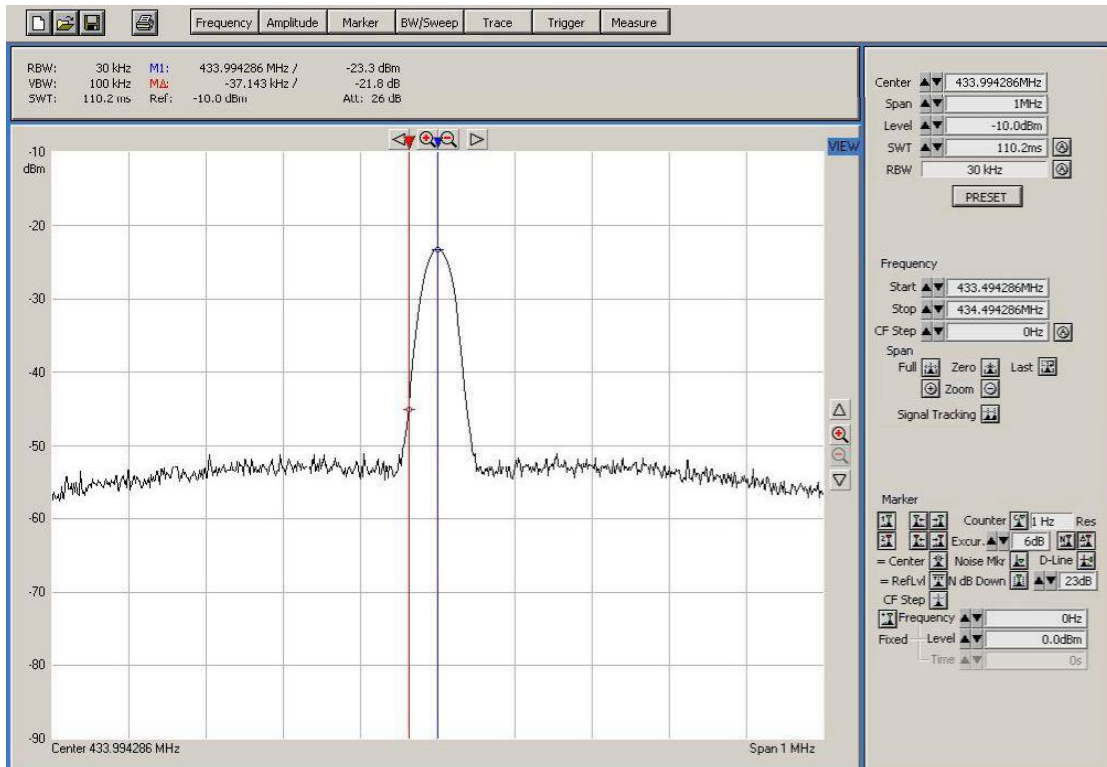 Frequency Amplitude Marker BW/Sweep Trace Trigger Measure
RBW: 30 kHz M1: 433.994286 MHz / -23.3 dBm
VBW: 100 kHz MΔ: -37.143 kHz / -21.8 dB
SWT: 110.2 ms Ref: -10.0 dBm Att: 26 dB
VIEW
-10
dBm
-20
-30
-40
-50
-60
-70
-80
-90
Center 433.994286 MHz Span 1 MHz
Center 433.994286MHz
Span 1MHz
Level -10.0dBm
SWT 110.2ms
RBW 30 kHz
PRESET
Frequency
Start 433.494286MHz
Stop 434.494286MHz
CF Step 0Hz
Span
Full Zero Last
Zoom
Signal Tracking
Marker
Counter 1 Hz Res
Excur. 6dB
= Center Noise Mkr D-Line
= RefLvl N dB Down 23dB
CF Step
Frequency 0Hz
Fixed Level 0.0dBm
Time 0s